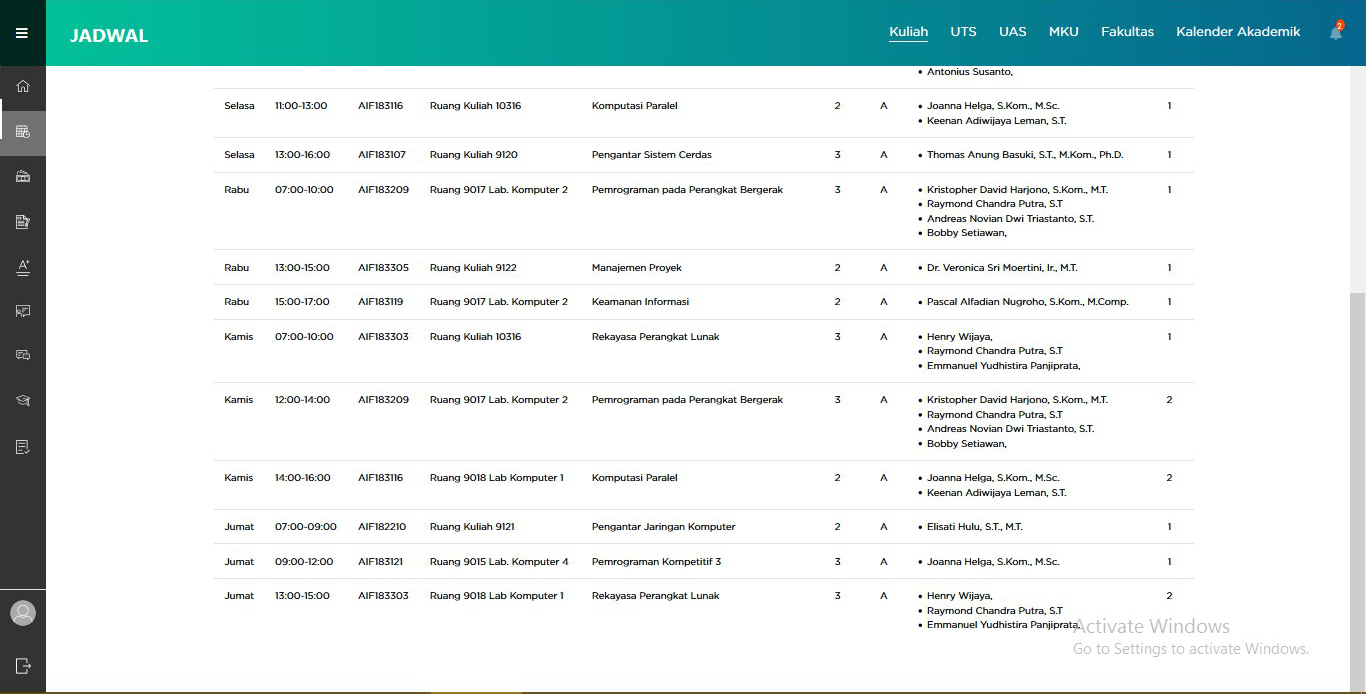 JADWAL
Kuliah UTS UAS MKU Fakultas Kalender Akademik 2
• Antonius Susanto,
Selasa 11:00-13:00 AIF183116 Ruang Kuliah 10316 Komputasi Paralel 2 A • Joanna Helga, S.Kom., M.Sc. 1
• Keenan Adiwijaya Leman, S.T.
Selasa 13:00-16:00 AIF183107 Ruang Kuliah 9120 Pengantar Sistem Cerdas 3 A • Thomas Anung Basuki, S.T., M.Kom., Ph.D. 1
Rabu 07:00-10:00 AIF183209 Ruang 9017 Lab. Komputer 2 Pemrograman pada Perangkat Bergerak 3 A • Kristopher David Harjono, S.Kom., M.T. 1
• Raymond Chandra Putra, S.T
• Andreas Novian Dwi Triastanto, S.T.
• Bobby Setiawan,
Rabu 13:00-15:00 AIF183305 Ruang Kuliah 9122 Manajemen Proyek 2 A • Dr. Veronica Sri Moertini, Ir., M.T. 1
Rabu 15:00-17:00 AIF183119 Ruang 9017 Lab. Komputer 2 Keamanan Informasi 2 A • Pascal Alfadian Nugroho, S.Kom., M.Comp. 1
Kamis 07:00-10:00 AIF183303 Ruang Kuliah 10316 Rekayasa Perangkat Lunak 3 A • Henry Wijaya, 1
• Raymond Chandra Putra, S.T
• Emmanuel Yudhistira Panjiprata,
Kamis 12:00-14:00 AIF183209 Ruang 9017 Lab. Komputer 2 Pemrograman pada Perangkat Bergerak 3 A • Kristopher David Harjono, S.Kom., M.T. 2
• Raymond Chandra Putra, S.T
• Andreas Novian Dwi Triastanto, S.T.
• Bobby Setiawan,
Kamis 14:00-16:00 AIF183116 Ruang 9018 Lab Komputer 1 Komputasi Paralel 2 A • Joanna Helga, S.Kom., M.Sc. 2
• Keenan Adiwijaya Leman, S.T.
Jumat 07:00-09:00 AIF182210 Ruang Kuliah 9121 Pengantar Jaringan Komputer 2 A • Elisati Hulu, S.T., M.T. 1
Jumat 09:00-12:00 AIF183121 Ruang 9015 Lab. Komputer 4 Pemrograman Kompetitif 3 3 A • Joanna Helga, S.Kom., M.Sc. 1
Jumat 13:00-15:00 AIF183303 Ruang 9018 Lab Komputer 1 Rekayasa Perangkat Lunak 3 A • Henry Wijaya, 2
• Raymond Chandra Putra, S.T
• Emmanuel Yudhistira Panjiprata,
Activate Windows
Go to Settings to activate Windows.